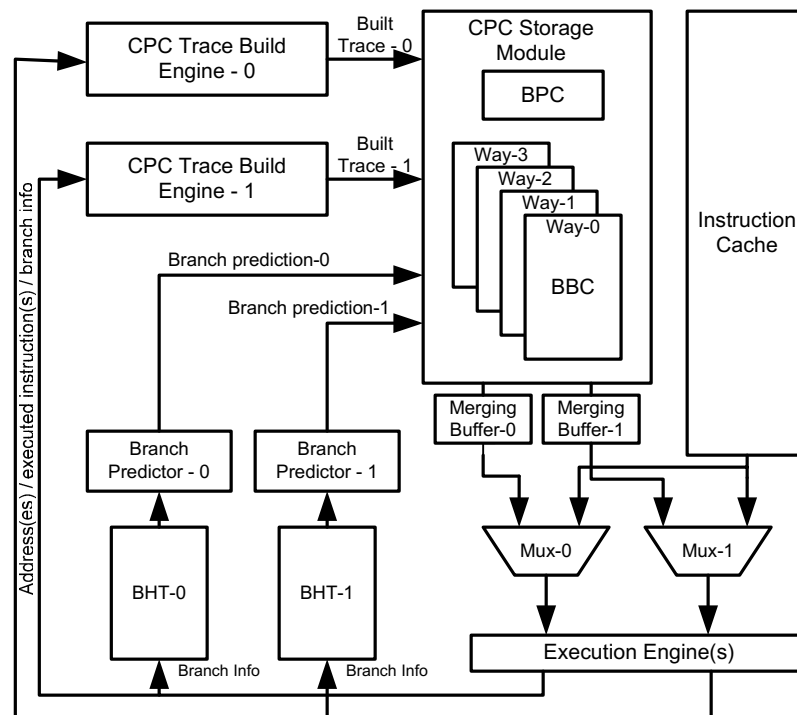 CPC Trace Build
Engine - 0
Built
Trace - 0
CPC Storage
Module
BPC
CPC Trace Build
Engine - 1
Built
Trace - 1
Way-3
Way-2
Way-1
Way-0
BBC
Instruction
Cache
Branch prediction-0
Branch prediction-1
Address(es) / executed instruction(s) / branch info
Merging
Buffer-0
Merging
Buffer-1
Branch
Predictor - 0
Branch
Predictor - 1
Mux-0
Mux-1
BHT-0
BHT-1
Execution Engine(s)
Branch Info
Branch Info